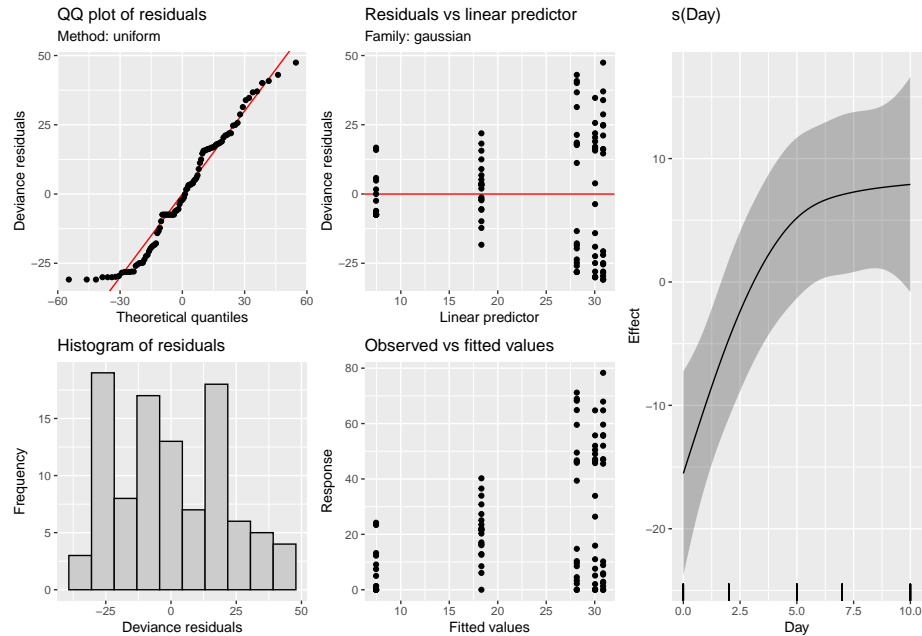 QQ plot of residuals
Method: uniform
Deviance residuals
50
25
0
−25
−60
−30
0
30
60
Theoretical quantiles
Residuals vs linear predictor
Family: gaussian
Deviance residuals
50
25
0
−25
10
15
20
25
30
Linear predictor
Histogram of residuals
Frequency
15
10
5
0
−25
0
25
50
Deviance residuals
Observed vs fitted values
Response
80
60
40
20
0
10
15
20
25
30
Fitted values
s(Day)
Effect
10
0
−10
−20
0.0
2.5
5.0
7.5
10.0
Day